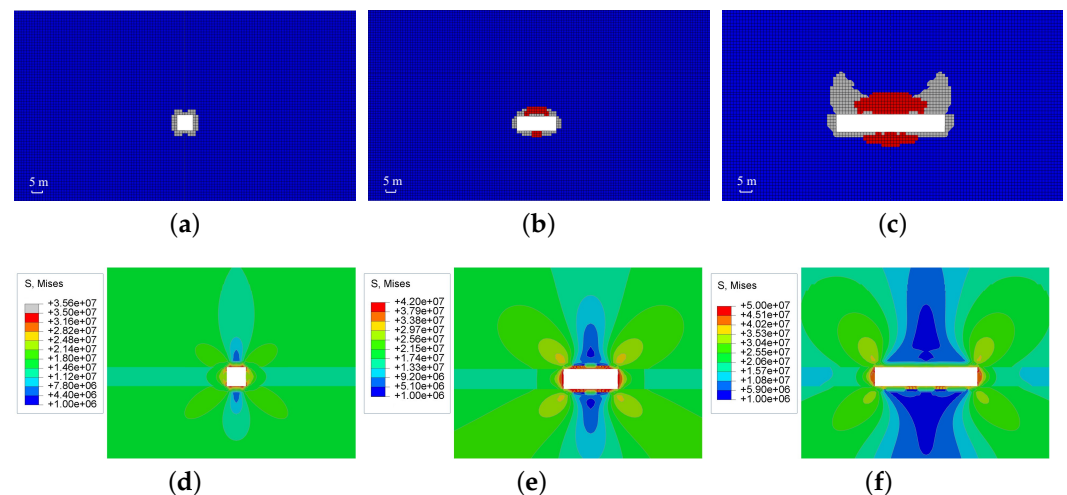 5 m
5 m
5 m
(a)
(b)
(c)
S, Mises
+3.56e+07
+3.50e+07
+3.16e+07
+2.82e+07
+2.48e+07
+2.14e+07
+1.80e+07
+1.46e+07
+1.12e+07
+7.80e+06
+4.40e+06
+1.00e+06
S, Mises
+4.20e+07
+3.79e+07
+3.38e+07
+2.97e+07
+2.56e+07
+2.15e+07
+1.74e+07
+1.33e+07
+9.20e+06
+5.10e+06
+1.00e+06
S, Mises
+5.00e+07
+4.51e+07
+4.02e+07
+3.53e+07
+3.04e+07
+2.55e+07
+2.06e+07
+1.57e+07
+1.08e+07
+5.90e+06
+1.00e+06
(d)
(e)
(f)